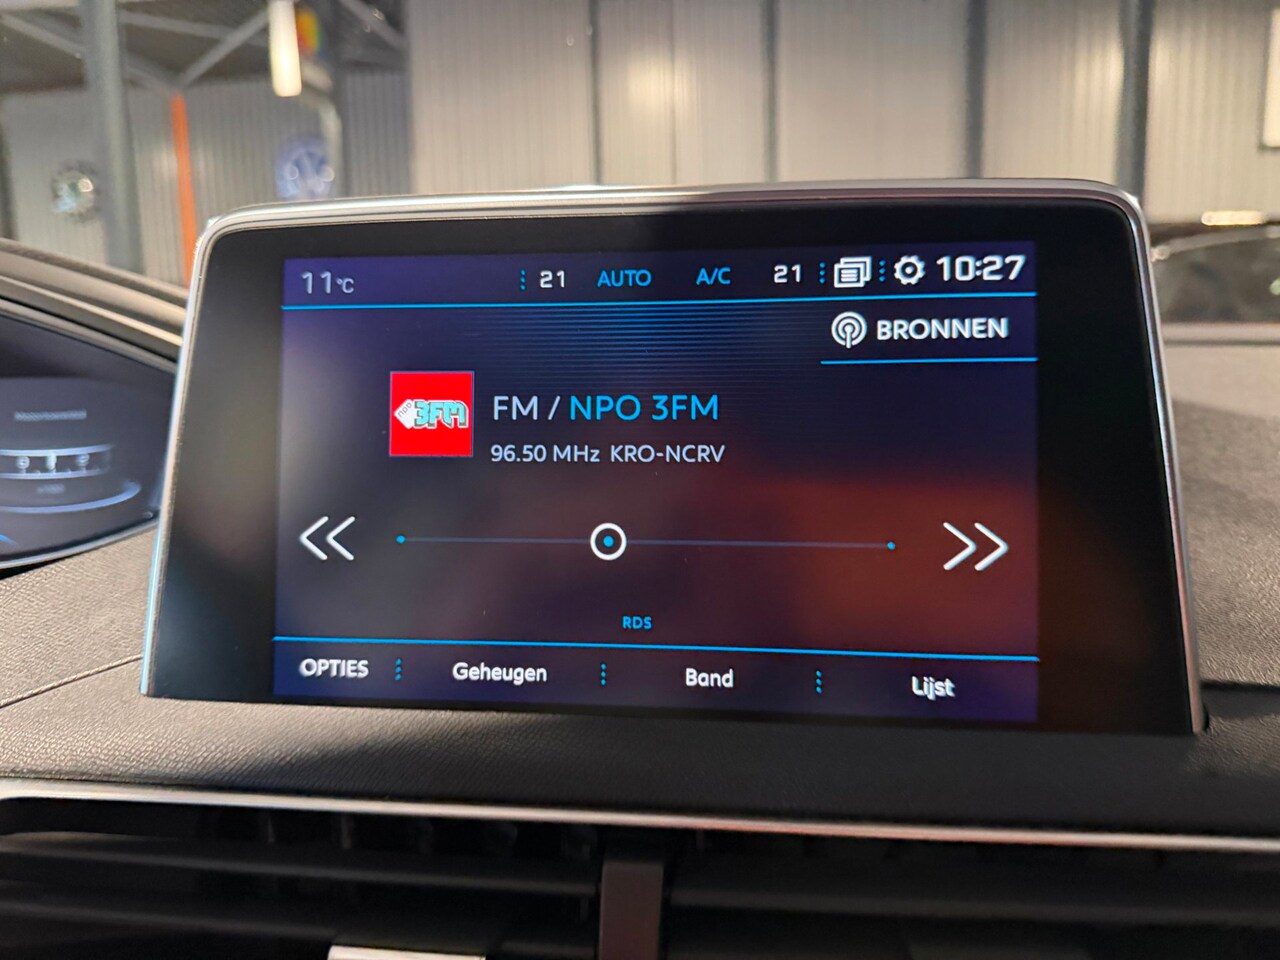 11°C 21 AUTO A/C 21 10:27
BRONNEN
npo 3FM
FM / NPO 3FM
96.50 MHz KRO-NCRV
RDS
OPTIES Geheugen Band Lijst